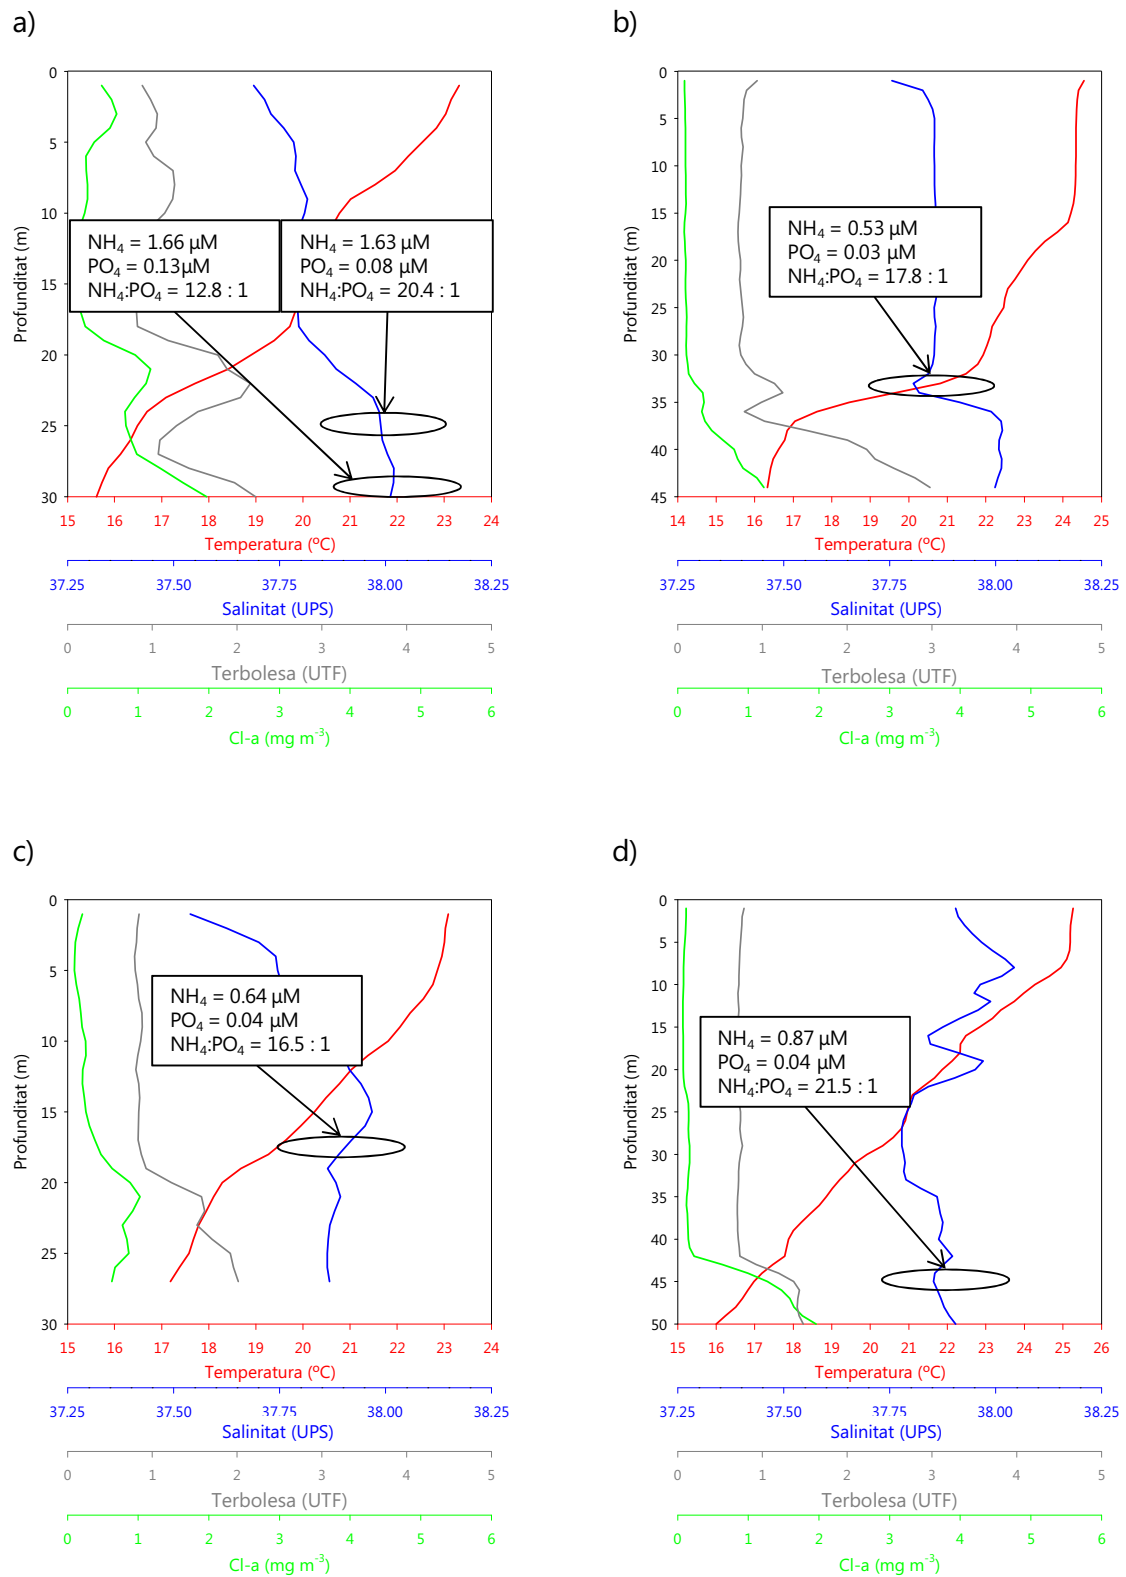 a)
0
5
10
15
20
25
30
Profunditat (m)
NH₄ = 1.66 µM
PO₄ = 0.13µM
NH₄:PO₄ = 12.8 : 1
NH₄ = 1.63 µM
PO₄ = 0.08 µM
NH₄:PO₄ = 20.4 : 1
15 16 17 18 19 20 21 22 23 24
Temperatura (ºC)
37.25 37.50 37.75 38.00 38.25
Salinitat (UPS)
0 1 2 3 4 5
Terbolesa (UTF)
0 1 2 3 4 5 6
Cl-a (mg m⁻³)
b)
0
5
10
15
20
25
30
35
40
45
Profunditat (m)
NH₄ = 0.53 µM
PO₄ = 0.03 µM
NH₄:PO₄ = 17.8 : 1
14 15 16 17 18 19 20 21 22 23 24 25
Temperatura (ºC)
37.25 37.50 37.75 38.00 38.25
Salinitat (UPS)
0 1 2 3 4 5
Terbolesa (UTF)
0 1 2 3 4 5 6
Cl-a (mg m⁻³)
c)
0
5
10
15
20
25
30
Profunditat (m)
NH₄ = 0.64 µM
PO₄ = 0.04 µM
NH₄:PO₄ = 16.5 : 1
15 16 17 18 19 20 21 22 23 24
Temperatura (ºC)
37.25 37.50 37.75 38.00 38.25
Salinitat (UPS)
0 1 2 3 4 5
Terbolesa (UTF)
0 1 2 3 4 5 6
Cl-a (mg m⁻³)
d)
0
5
10
15
20
25
30
35
40
45
50
Profunditat (m)
NH₄ = 0.87 µM
PO₄ = 0.04 µM
NH₄:PO₄ = 21.5 : 1
15 16 17 18 19 20 21 22 23 24 25 26
Temperatura (ºC)
37.25 37.50 37.75 38.00 38.25
Salinitat (UPS)
0 1 2 3 4 5
Terbolesa (UTF)
0 1 2 3 4 5 6
Cl-a (mg m⁻³)